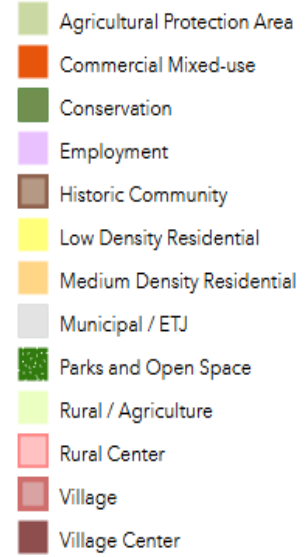 Agricultural Protection Area
Commercial Mixed-use
Conservation
Employment
Historic Community
Low Density Residential
Medium Density Residential
Municipal / ETJ
Parks and Open Space
Rural / Agriculture
Rural Center
Village
Village Center